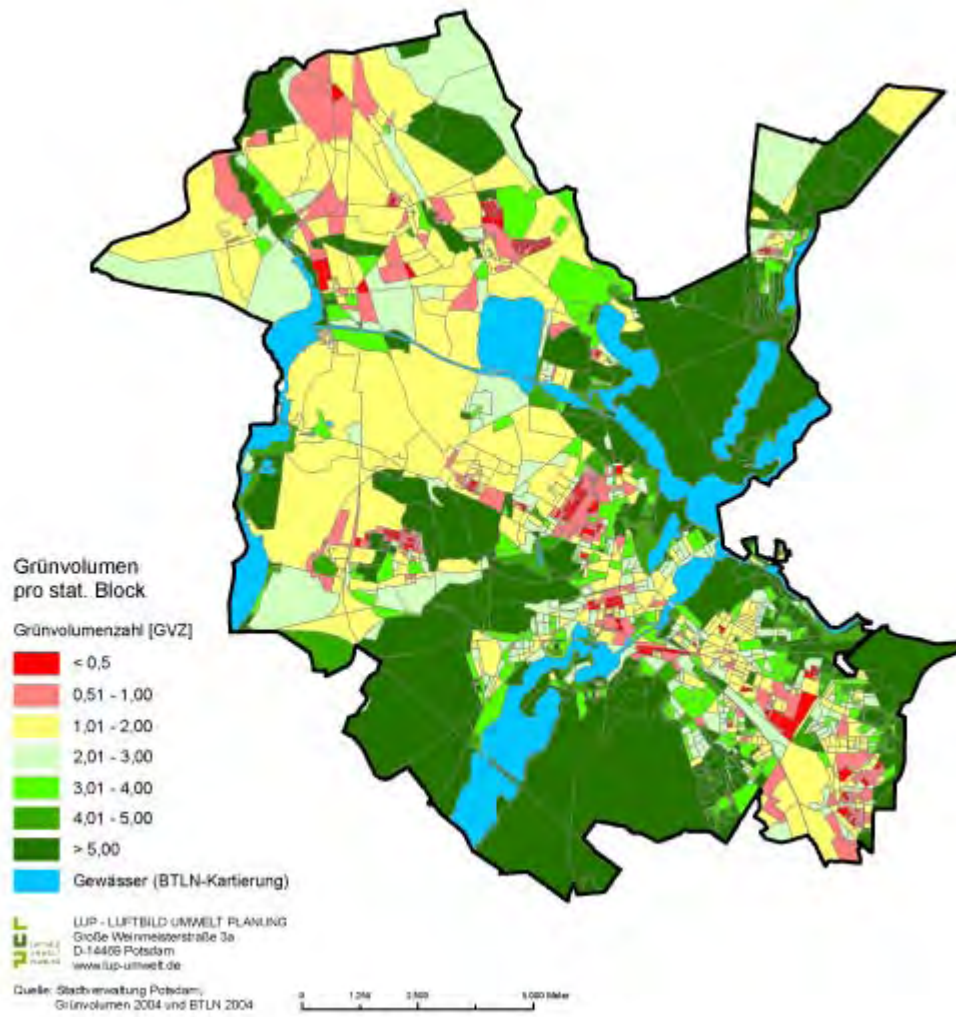 Grünvolumen
pro stat. Block
Grünvolumenzahl [GVZ]
< 0,5
0,51 - 1,00
1,01 - 2,00
2,01 - 3,00
3,01 - 4,00
4,01 - 5,00
> 5,00
Gewässer (BTLN-Kartierung)
LUP - LUFTBILD UMWELT PLANUNG
Große Weinmeisterstraße 3a
D-14469 Potsdam
www.lup-umwelt.de
Quelle: Stadtverwaltung Potsdam,
Grünvolumen 2004 und BTLN 2004
0 1.250 2.500 5.000 Meter